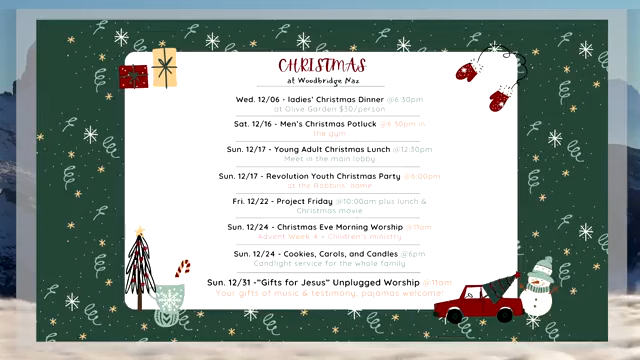 CHRISTMAS
at Woodbridge Naz
Wed. 12/06 - ladies' Christmas Dinner @6:30pm
at Olive Garden $30/person
Sat. 12/16 - Men's Christmas Potluck @6:30pm in
the gym
Sun. 12/17 - Young Adult Christmas Lunch @12:30pm
Meet in the main lobby
Sun. 12/17 - Revolution Youth Christmas Party @6:00pm
at the Robbins' home
Fri. 12/22 - Project Friday @10:00am plus lunch &
Christmas movie
Sun. 12/24 - Christmas Eve Morning Worship @11am
Advent Week 4 + Children's ministry
Sun. 12/24 - Cookies, Carols, and Candles @6pm
Candlight service for the whole family
Sun. 12/31 -"Gifts for Jesus" Unplugged Worship @11am
Your gifts of music & testimony, pajamas welcome!